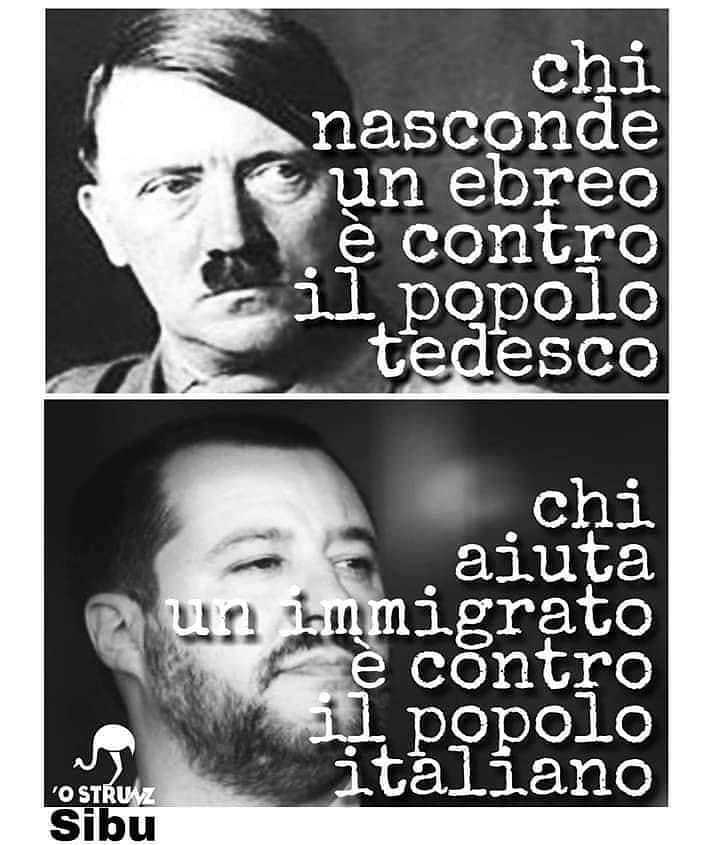 chi
nasconde
un ebreo
è contro
il popolo
tedesco
chi
aiuta
un immigrato
è contro
il popolo
italiano
'O STRUNZ
Sibu